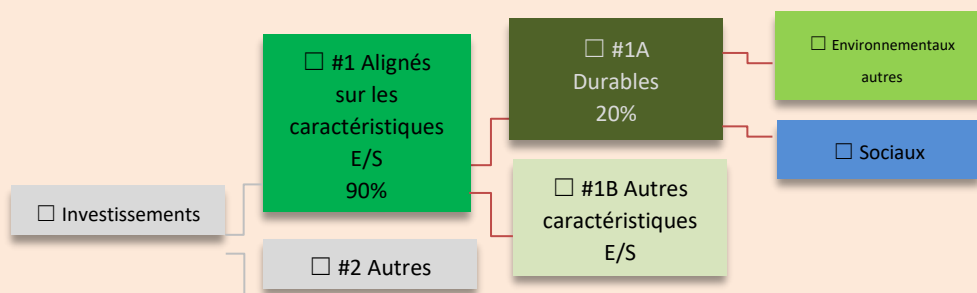 ☐ Investissements
☐ #1 Alignés
sur les
caractéristiques
E/S
90%
☐ #2 Autres
☐ #1A
Durables
20%
☐ #1B Autres
caractéristiques
E/S
☐ Environnementaux
autres
☐ Sociaux